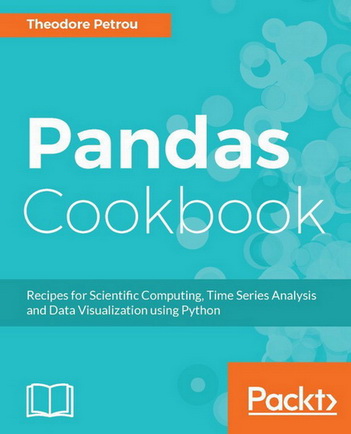 Theodore Petrou
Pandas
Cookbook
Recipes for Scientific Computing, Time Series Analysis
and Data Visualization using Python
Packt>